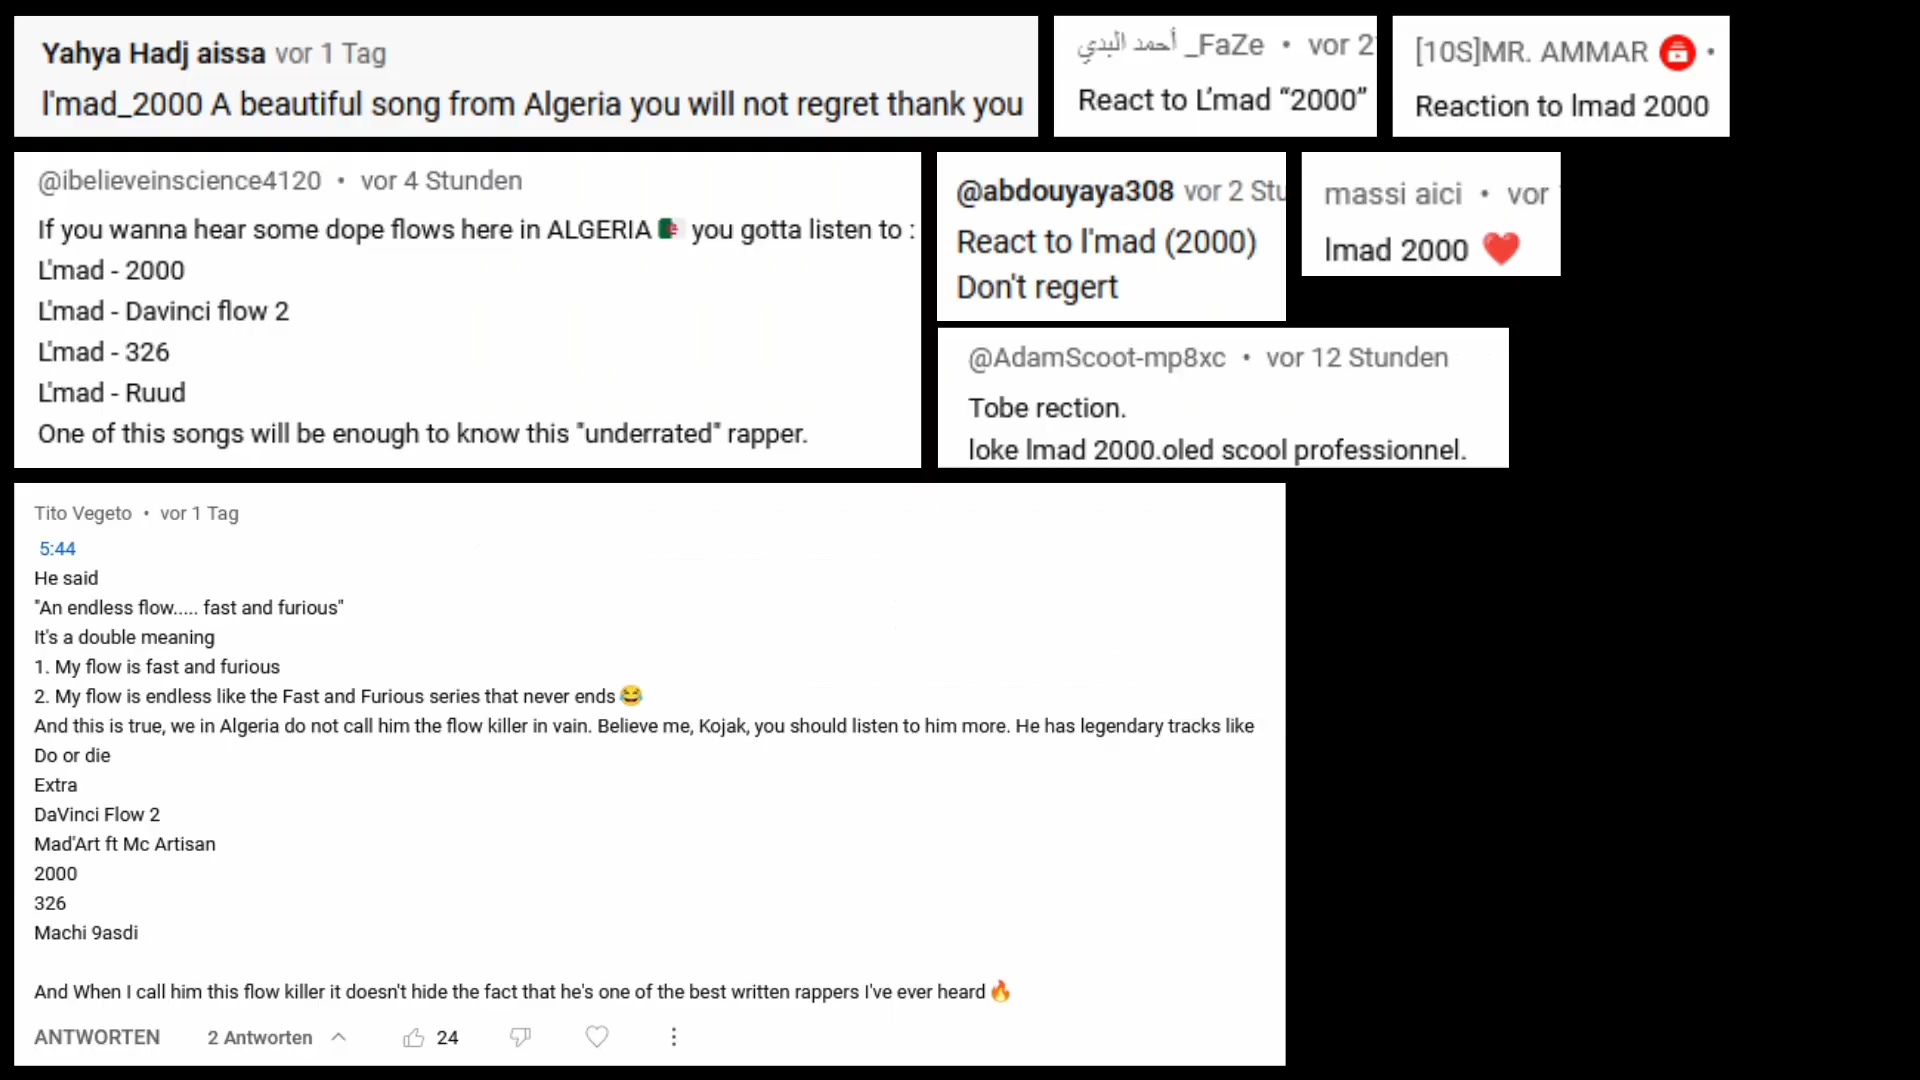 Yahya Hadj aissa vor 1 Tag
l'mad_2000 A beautiful song from Algeria you will not regret thank you
أحمد البدي _FaZe • vor 2
React to L'mad “2000”
[10S]MR. AMMAR •
Reaction to lmad 2000
@ibelieveinscience4120 • vor 4 Stunden
If you wanna hear some dope flows here in ALGERIA 🇩🇿 you gotta listen to :
L'mad - 2000
L'mad - Davinci flow 2
L'mad - 326
L'mad - Ruud
One of this songs will be enough to know this "underrated" rapper.
@abdouyaya308 vor 2 Stu
React to l'mad (2000)
Don't regert
massi aici • vor
lmad 2000 ❤️
@AdamScoot-mp8xc • vor 12 Stunden
Tobe rection.
loke lmad 2000.oled scool professionnel.
Tito Vegeto • vor 1 Tag
5:44
He said
"An endless flow..... fast and furious"
It's a double meaning
1. My flow is fast and furious
2. My flow is endless like the Fast and Furious series that never ends 😂
And this is true, we in Algeria do not call him the flow killer in vain. Believe me, Kojak, you should listen to him more. He has legendary tracks like
Do or die
Extra
DaVinci Flow 2
Mad'Art ft Mc Artisan
2000
326
Machi 9asdi
And When I call him this flow killer it doesn't hide the fact that he's one of the best written rappers I've ever heard 🔥
ANTWORTEN 2 Antworten 24